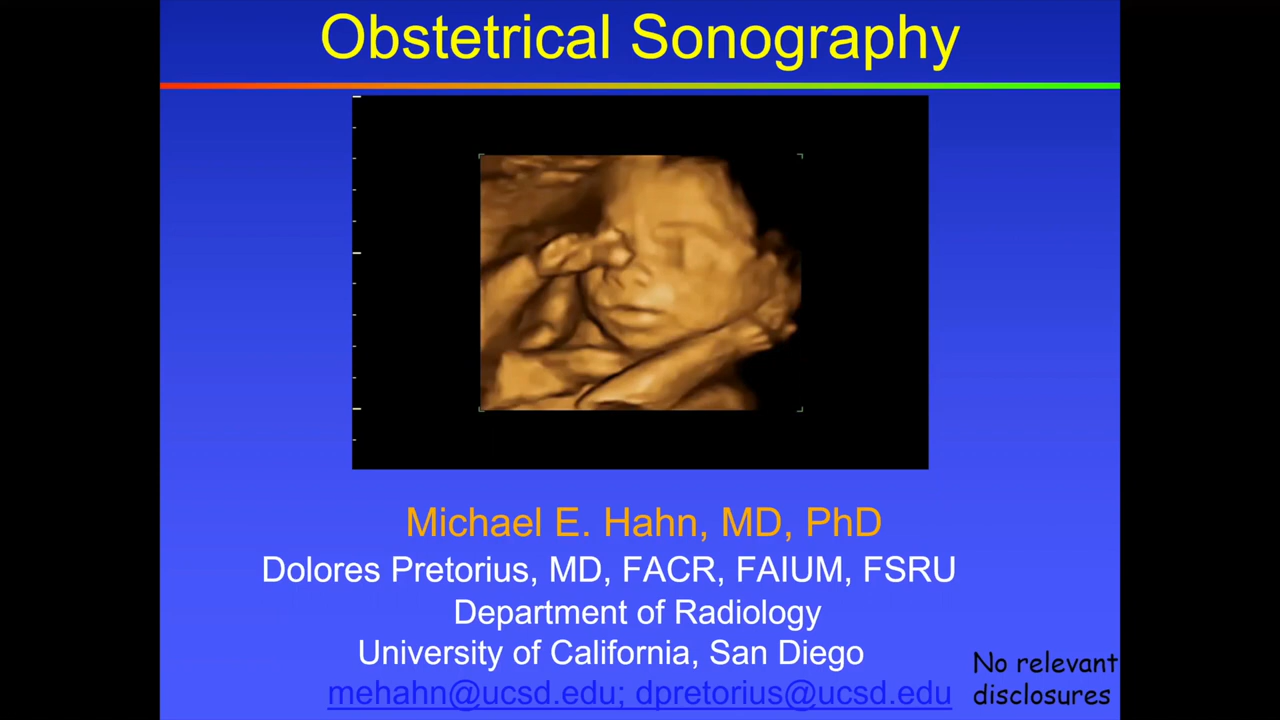 Obstetrical Sonography
Michael E. Hahn, MD, PhD
Dolores Pretorius, MD, FACR, FAIUM, FSRU
Department of Radiology
University of California, San Diego
mehahn@ucsd.edu; dpretorius@ucsd.edu
No relevant
disclosures